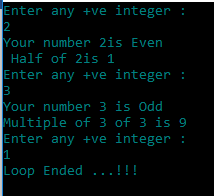 Enter any +ve integer :
2
Your number 2is Even
 Half of 2is 1
Enter any +ve integer :
3
Your number 3 is Odd
Multiple of 3 of 3 is 9
Enter any +ve integer :
1
Loop Ended ...!!!